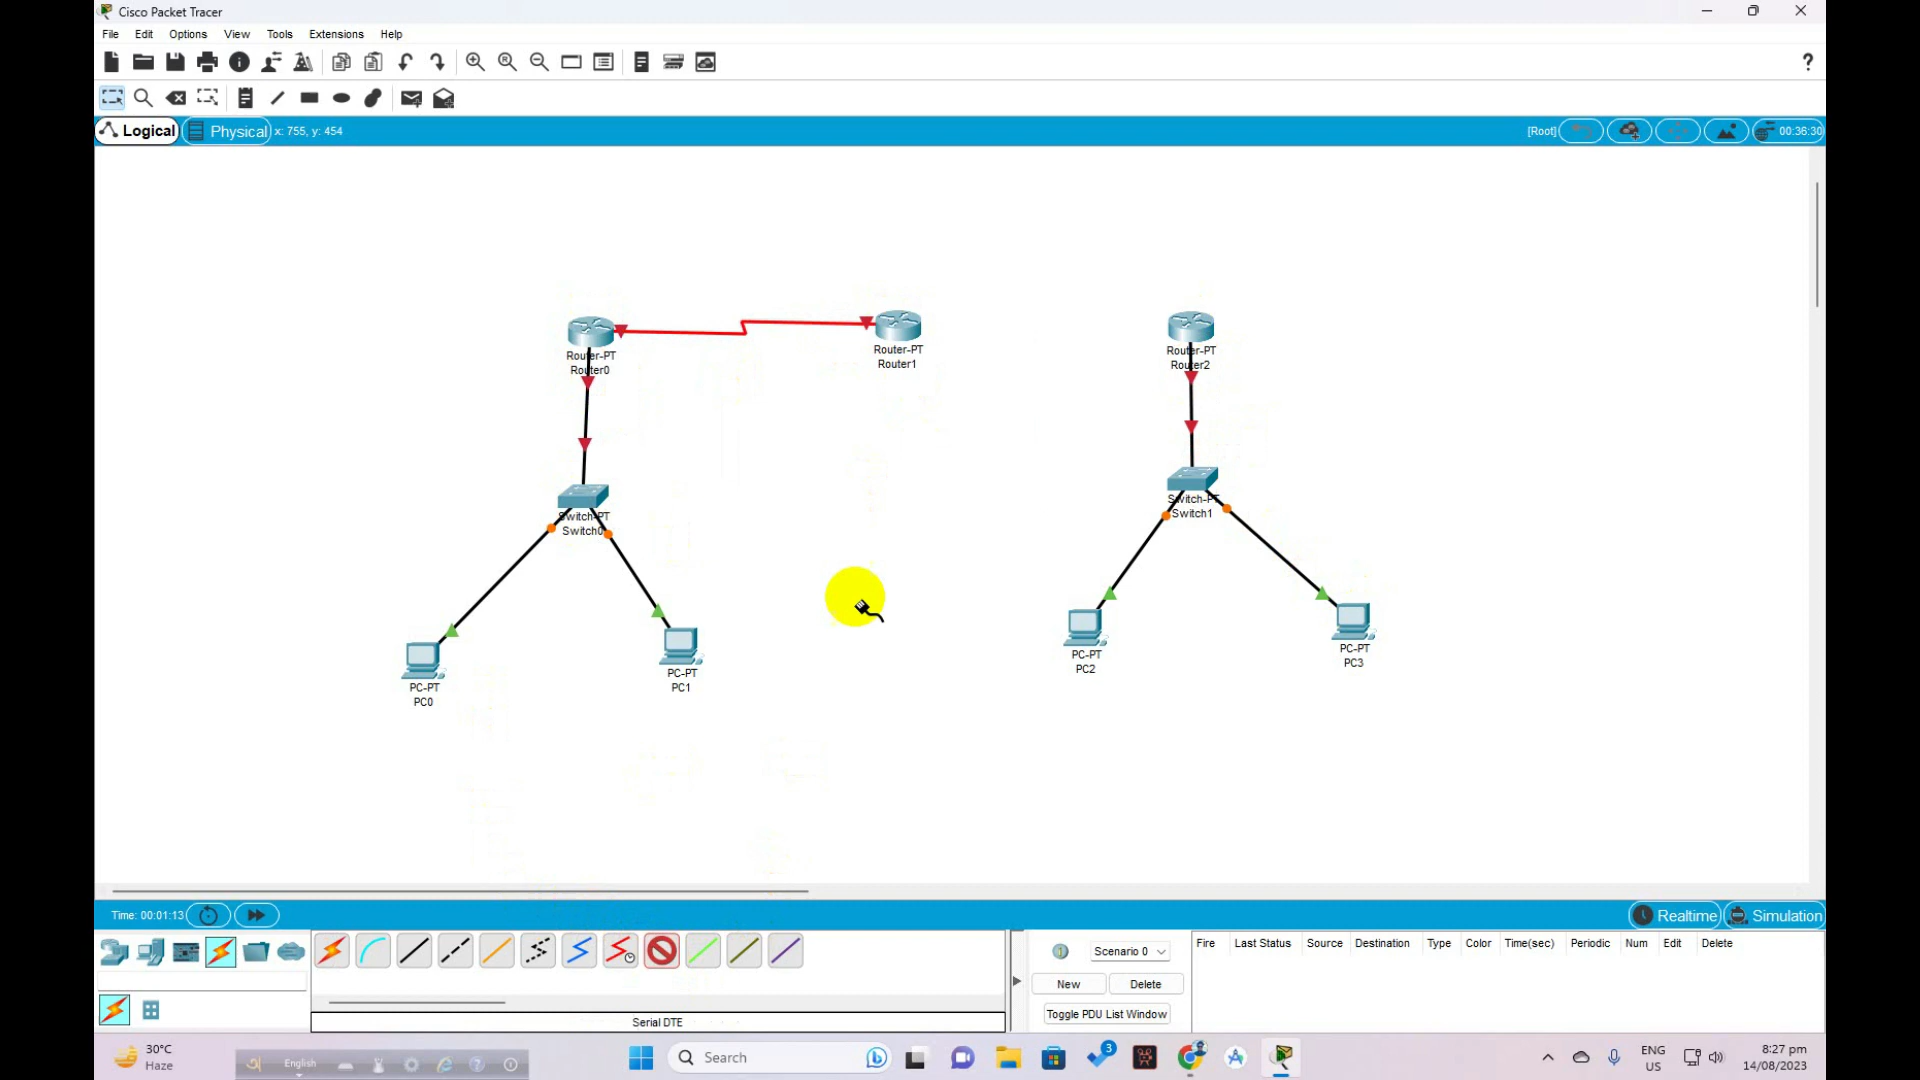 Cisco Packet Tracer
File Edit Options View Tools Extensions Help
Logical Physical x: 755, y: 454 [Root] 00:36:30
Router-PT
Router0
Router-PT
Router1
Router-PT
Router2
Switch-PT
Switch0
Switch-PT
Switch1
PC-PT
PC0
PC-PT
PC1
PC-PT
PC2
PC-PT
PC3
Time: 00:01:13 Realtime Simulation
Scenario 0
New Delete
Toggle PDU List Window
Fire Last Status Source Destination Type Color Time(sec) Periodic Num Edit Delete
Serial DTE
30°C
Haze
English
Search
3
ENG
US
8:27 pm
14/08/2023